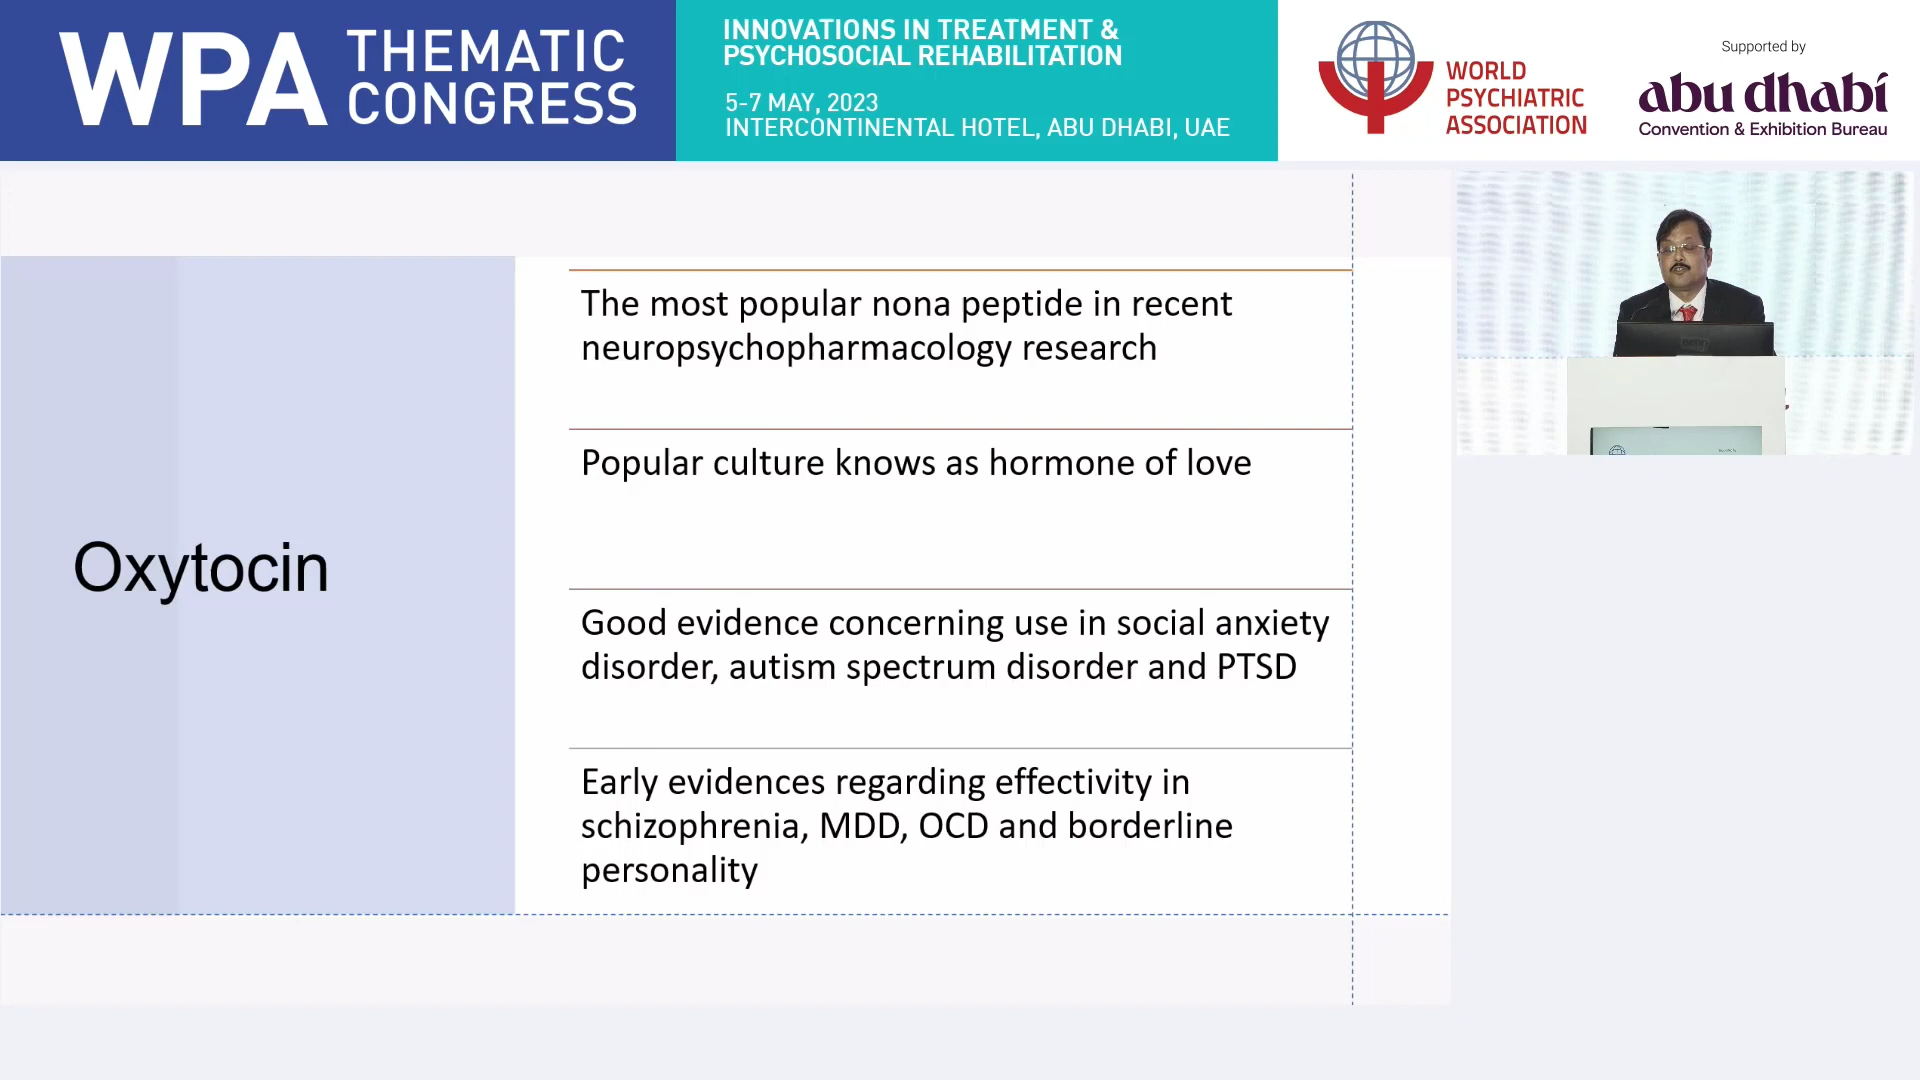 WPA THEMATIC
CONGRESS
INNOVATIONS IN TREATMENT &
PSYCHOSOCIAL REHABILITATION
5-7 MAY, 2023
INTERCONTINENTAL HOTEL, ABU DHABI, UAE
WORLD
PSYCHIATRIC
ASSOCIATION
Supported by
abu dhabi
Convention & Exhibition Bureau
Oxytocin
The most popular nona peptide in recent
neuropsychopharmacology research
Popular culture knows as hormone of love
Good evidence concerning use in social anxiety
disorder, autism spectrum disorder and PTSD
Early evidences regarding effectivity in
schizophrenia, MDD, OCD and borderline
personality